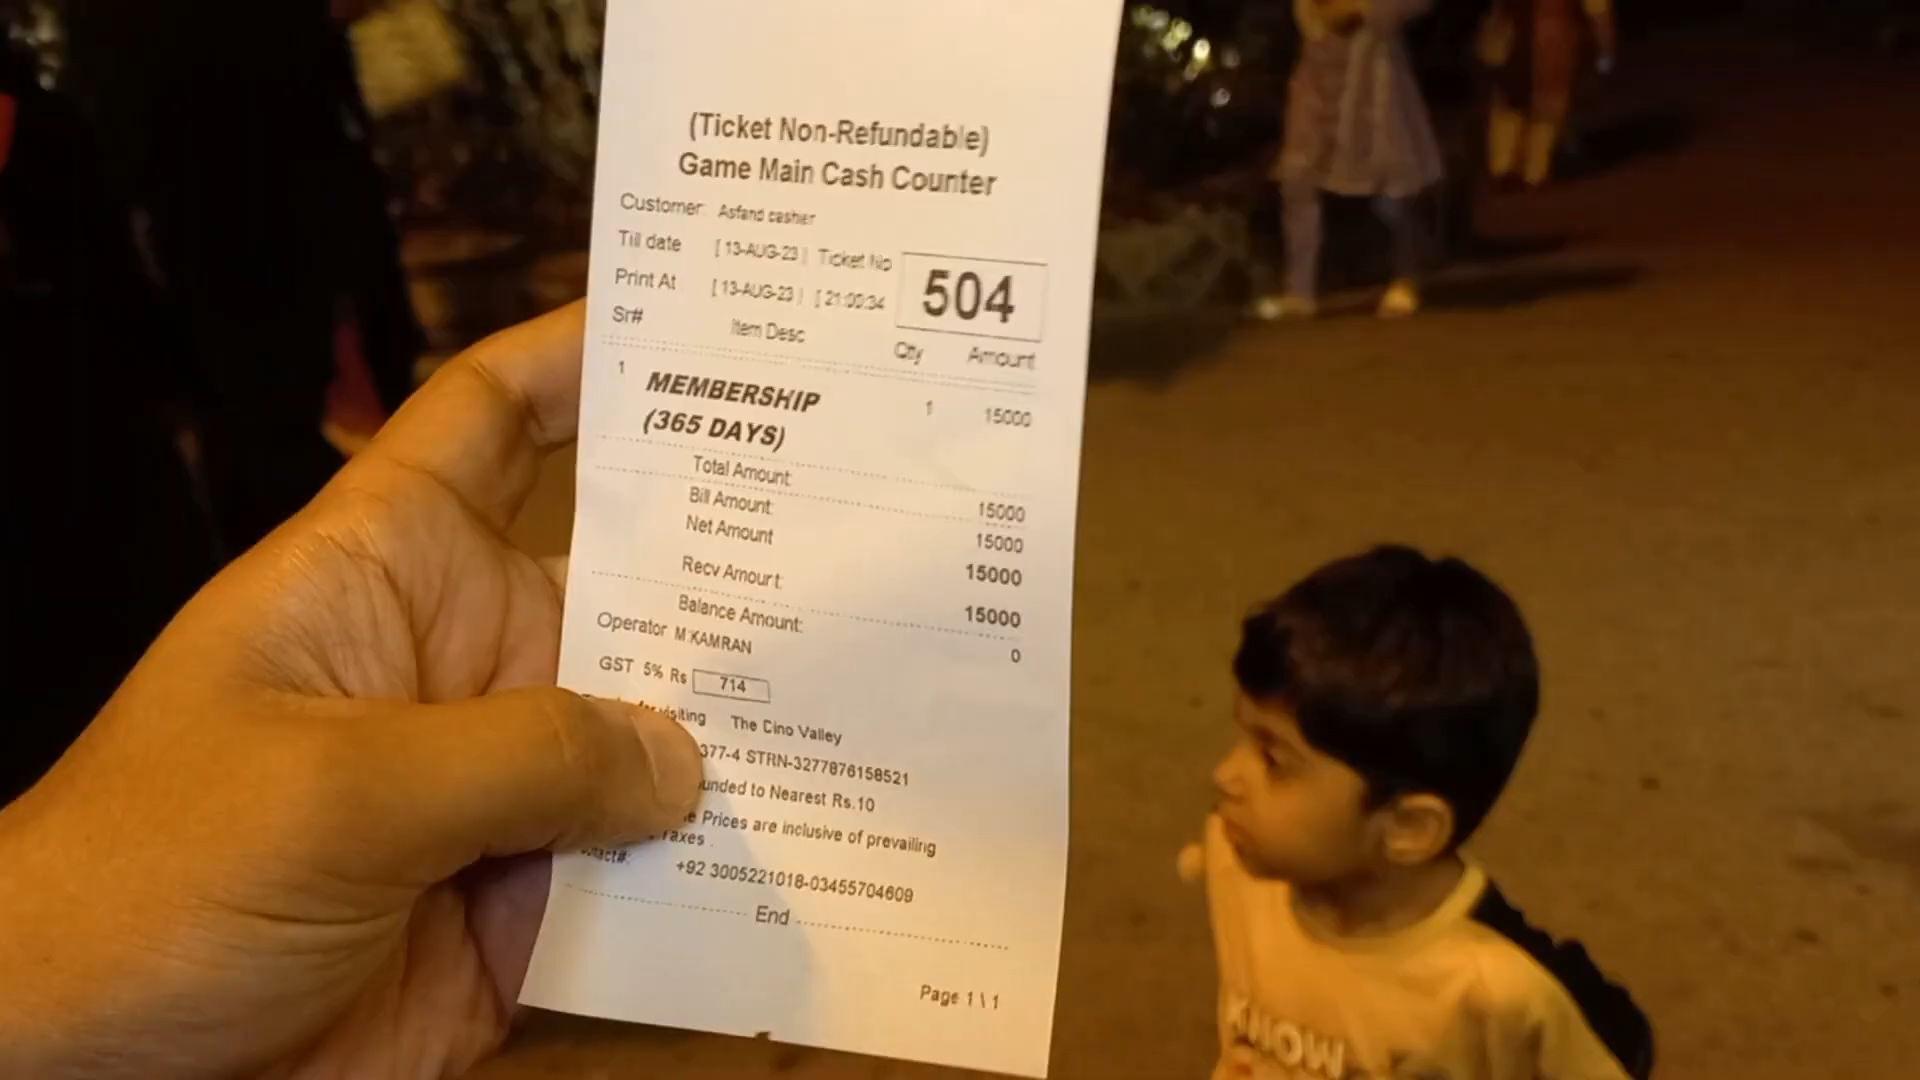 (Ticket Non-Refundable)
Game Main Cash Counter
Customer: Asfand cashier
Till date [ 13-AUG-23 ] Ticket No 504
Print At [ 13-AUG-23 ] [ 21:00:34
Sr# Item Desc Qty Amount
1 MEMBERSHIP 1 15000
(365 DAYS)
Total Amount: 15000
Bill Amount: 15000
Net Amount 15000
Recv Amount: 15000
Balance Amount: 0
Operator M.KAMRAN
GST 5% Rs 714
visiting The Dino Valley
377-4 STRN-3277876158521
unded to Nearest Rs.10
Prices are inclusive of prevailing
Taxes .
+92 3005221018-03455704609
End
Page 1 \ 1
KNOW